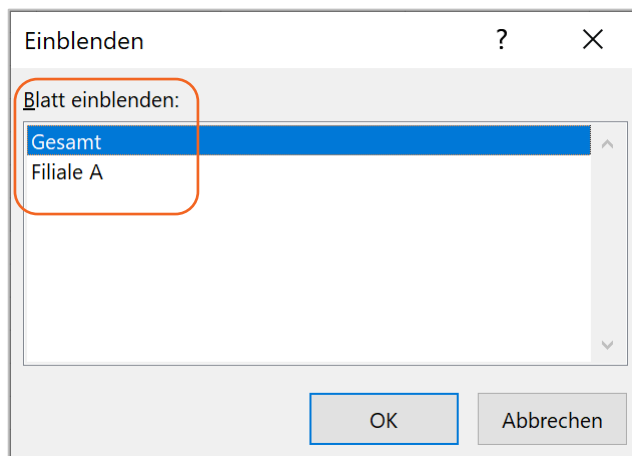 Einblenden ?
Blatt einblenden:
Gesamt
Filiale A
OK Abbrechen